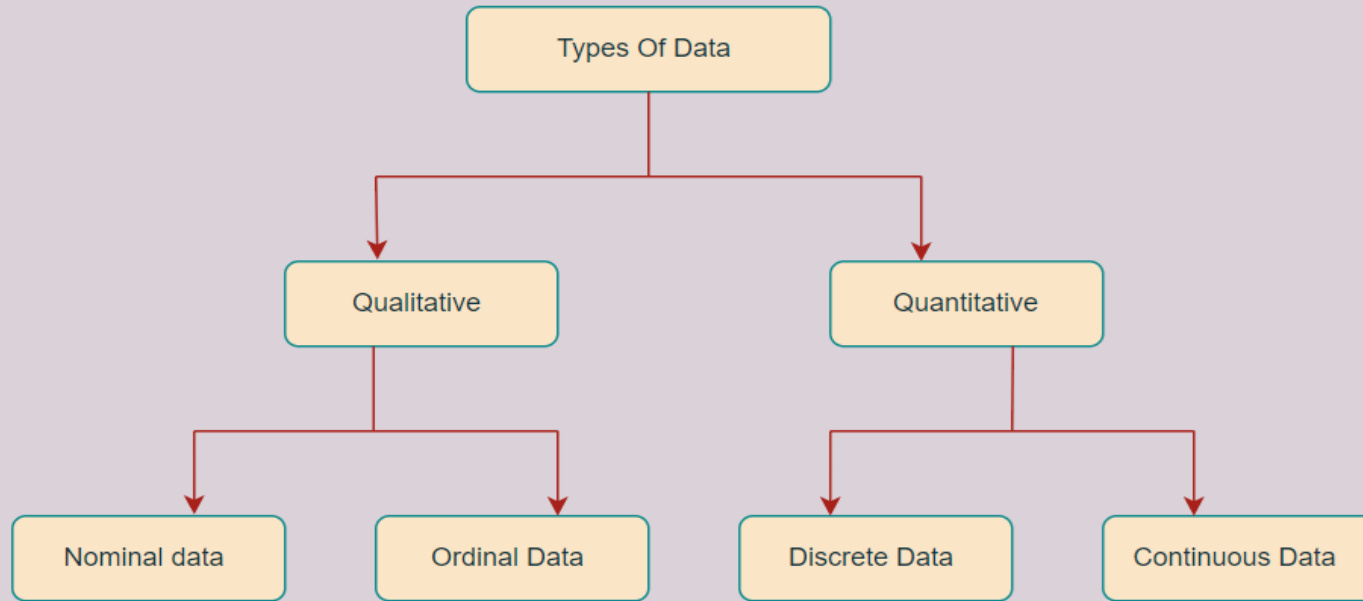 Types Of Data
Qualitative
Quantitative
Nominal data
Ordinal Data
Discrete Data
Continuous Data